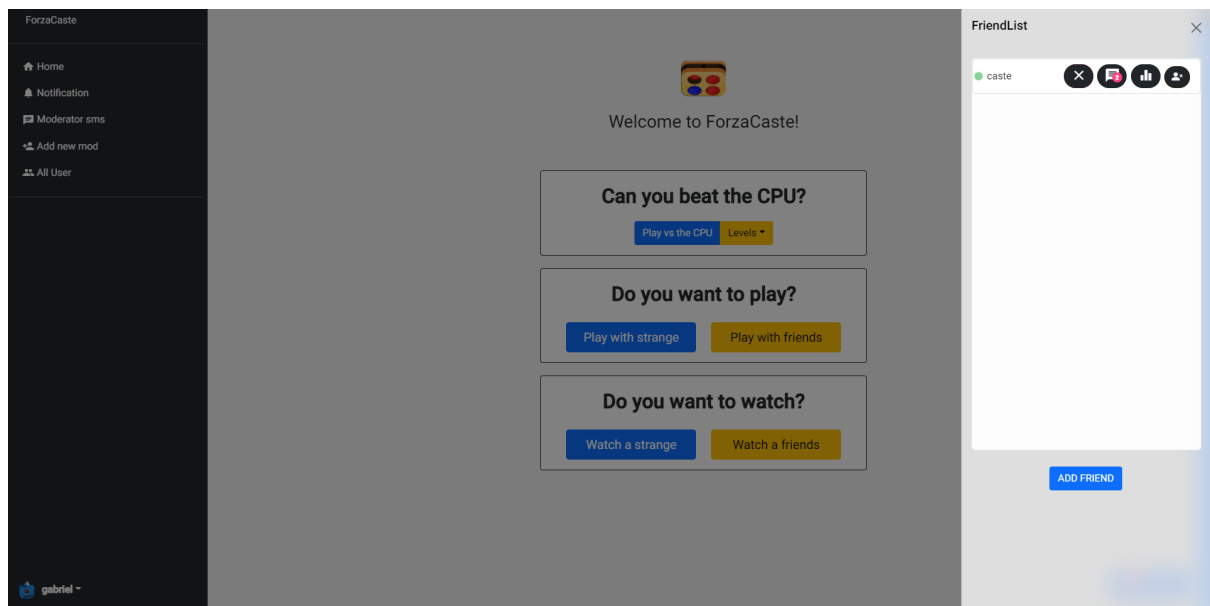 ForzaCaste
Home
Notification
Moderator sms
Add new mod
All User
gabriel
Welcome to ForzaCaste!
Can you beat the CPU?
Play vs the CPU Levels
Do you want to play?
Play with strange Play with friends
Do you want to watch?
Watch a strange Watch a friends
FriendList
caste 2
ADD FRIEND